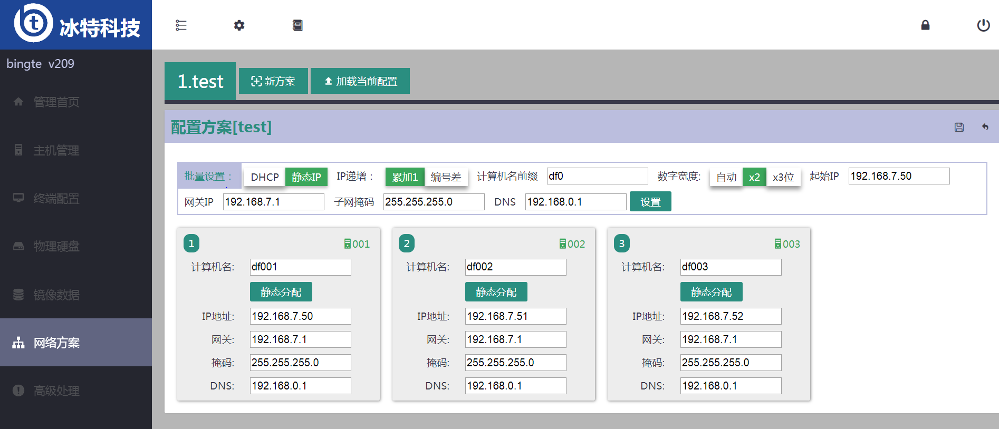 冰特科技
bingte v209
管理首页
主机管理
终端配置
物理硬盘
镜像数据
网络方案
高级处理
1.test 新方案 加载当前配置
配置方案[test]
批量设置： DHCP 静态IP IP递增： 累加1 编号差 计算机名前缀 df0 数字宽度: 自动 x2 x3位 起始IP 192.168.7.50
网关IP 192.168.7.1 子网掩码 255.255.255.0 DNS 192.168.0.1 设置
1 001
计算机名: df001
静态分配
IP地址: 192.168.7.50
网关: 192.168.7.1
掩码: 255.255.255.0
DNS: 192.168.0.1
2 002
计算机名: df002
静态分配
IP地址: 192.168.7.51
网关: 192.168.7.1
掩码: 255.255.255.0
DNS: 192.168.0.1
3 003
计算机名: df003
静态分配
IP地址: 192.168.7.52
网关: 192.168.7.1
掩码: 255.255.255.0
DNS: 192.168.0.1